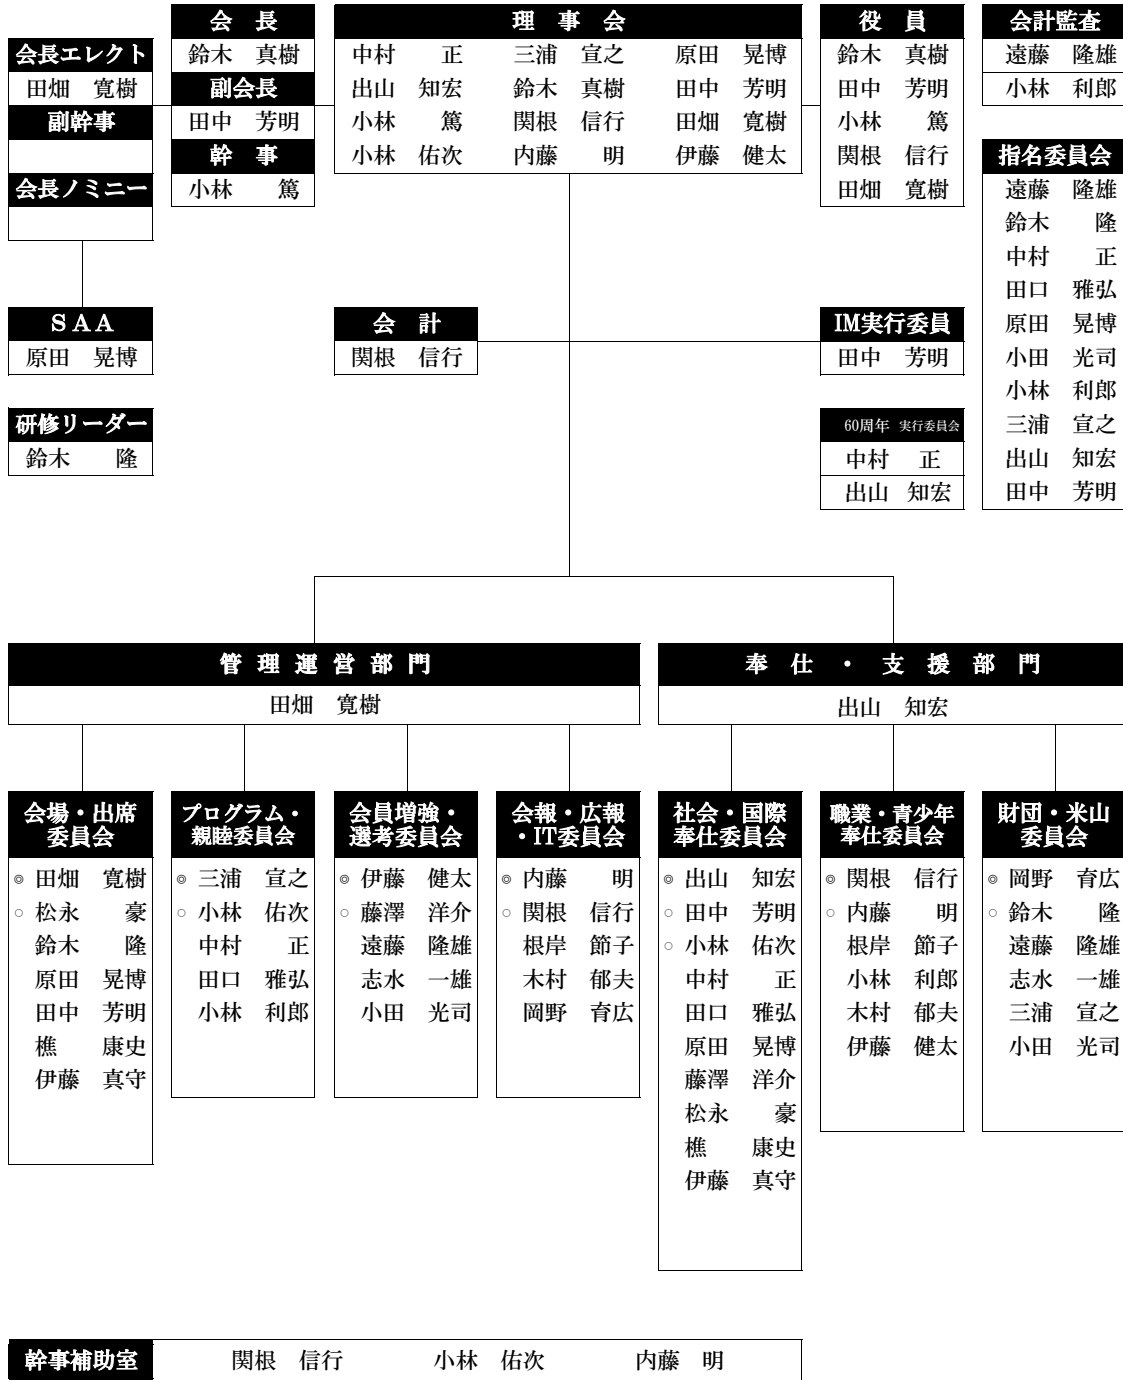 会長
理事会
役員
会計監査
会長エレクト
鈴木 真樹
中村 正 三浦 宣之 原田 晃博
鈴木 真樹
遠藤 隆雄
田畑 寛樹
副会長
出山 知宏 鈴木 真樹 田中 芳明
田中 芳明
小林 利郎
副幹事
田中 芳明
小林 篤 関根 信行 田畑 寛樹
小林 篤
幹事
小林 佑次 内藤 明 伊藤 健太
関根 信行
指名委員会
会長ノミニー
小林 篤
田畑 寛樹
遠藤 隆雄
鈴木 隆
中村 正
田口 雅弘
原田 晃博
小田 光司
小林 利郎
三浦 宣之
出山 知宏
田中 芳明
SAA
原田 晃博
会計
関根 信行
IM実行委員
田中 芳明
研修リーダー
鈴木 隆
60周年 実行委員会
中村 正
出山 知宏
管理運営部門
田畑 寛樹
奉仕・支援部門
出山 知宏
会場・出席
委員会
◎ 田畑 寛樹
○ 松永 豪
鈴木 隆
原田 晃博
田中 芳明
樵 康史
伊藤 真守
プログラム・
親睦委員会
◎ 三浦 宣之
○ 小林 佑次
中村 正
田口 雅弘
小林 利郎
会員増強・
選考委員会
◎ 伊藤 健太
○ 藤澤 洋介
遠藤 隆雄
志水 一雄
小田 光司
会報・広報
・IT委員会
◎ 内藤 明
○ 関根 信行
根岸 節子
木村 郁夫
岡野 育広
社会・国際
奉仕委員会
◎ 出山 知宏
○ 田中 芳明
○ 小林 佑次
中村 正
田口 雅弘
原田 晃博
藤澤 洋介
松永 豪
樵 康史
伊藤 真守
職業・青少年
奉仕委員会
◎ 関根 信行
○ 内藤 明
根岸 節子
小林 利郎
木村 郁夫
伊藤 健太
財団・米山
委員会
◎ 岡野 育広
○ 鈴木 隆
遠藤 隆雄
志水 一雄
三浦 宣之
小田 光司
幹事補助室 関根 信行 小林 佑次 内藤 明